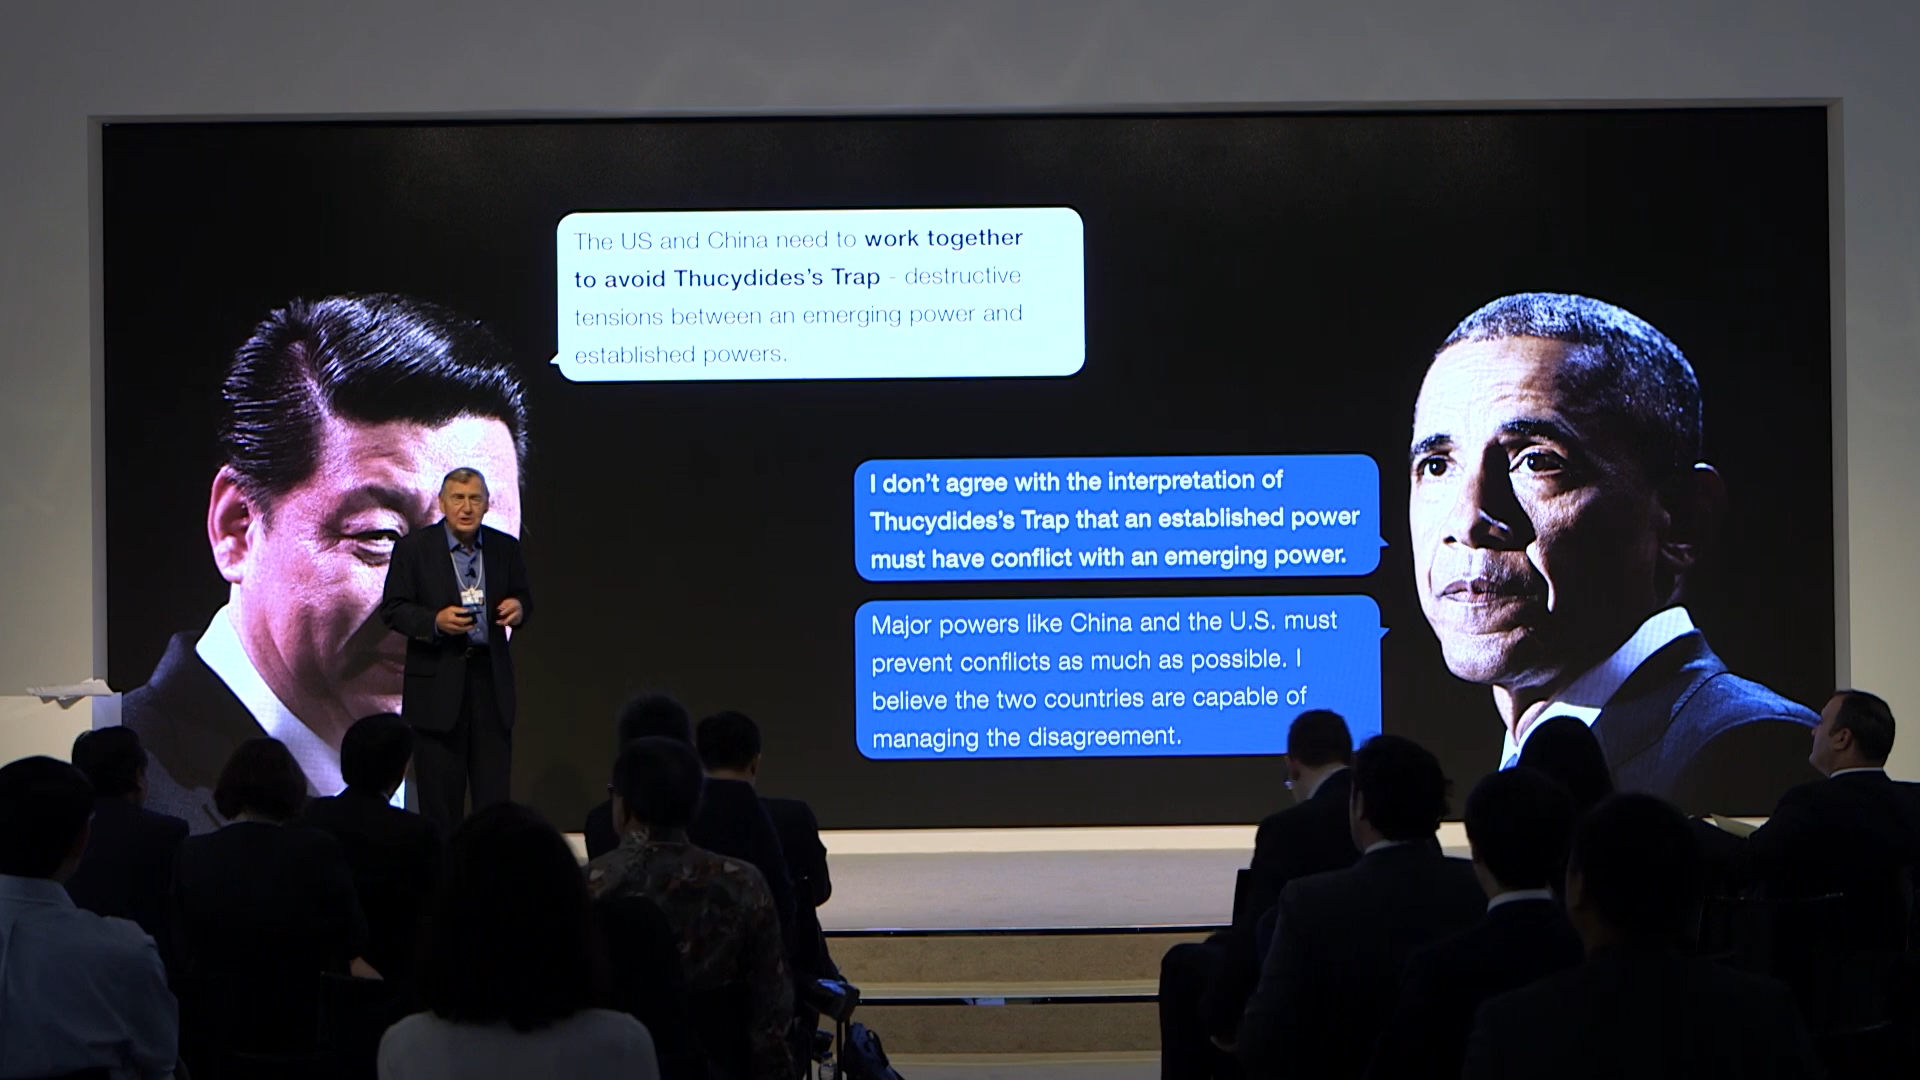 The US and China need to work together
to avoid Thucydides's Trap - destructive
tensions between an emerging power and
established powers.
I don't agree with the interpretation of
Thucydides's Trap that an established power
must have conflict with an emerging power.
Major powers like China and the U.S. must
prevent conflicts as much as possible. I
believe the two countries are capable of
managing the disagreement.